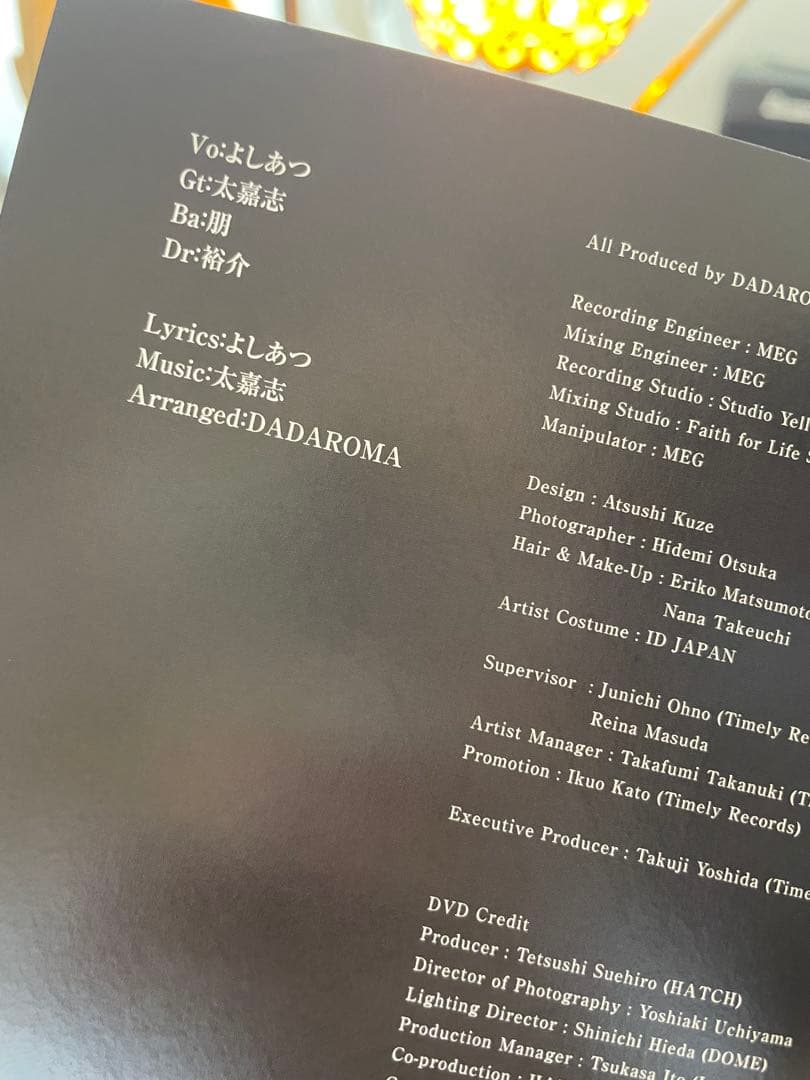 Vo:よしあつ
Gt:太嘉志
Ba:朋
Dr:裕介
Lyrics:よしあつ
Music:太嘉志
Arranged:DADAROMA
All Produced by
Recording Engineer : MEG
Mixing Engineer : MEG
Recording Studio : Studio
Mixing Studio : Faith for Life
Manipulator : MEG
Design : Atsushi Kuze
Photographer : Hidemi Otsuka
Hair & Make-Up : Eriko Matsumoto
Nana Takeuchi
Artist Costume : ID JAPAN
Supervisor : Junichi Ohno (Timely
Reina Masuda
Artist Manager : Takafumi Takanuki
Promotion : Ikuo Kato (Timely Records)
Executive Producer : Takuji Yoshida
DVD Credit
Producer : Tetsushi Suehiro (HATCH)
Director of Photography : Yoshiaki Uchiyama
Lighting Director : Shinichi Hieda (DOME)
Production Manager : Tsukasa
Co-production :